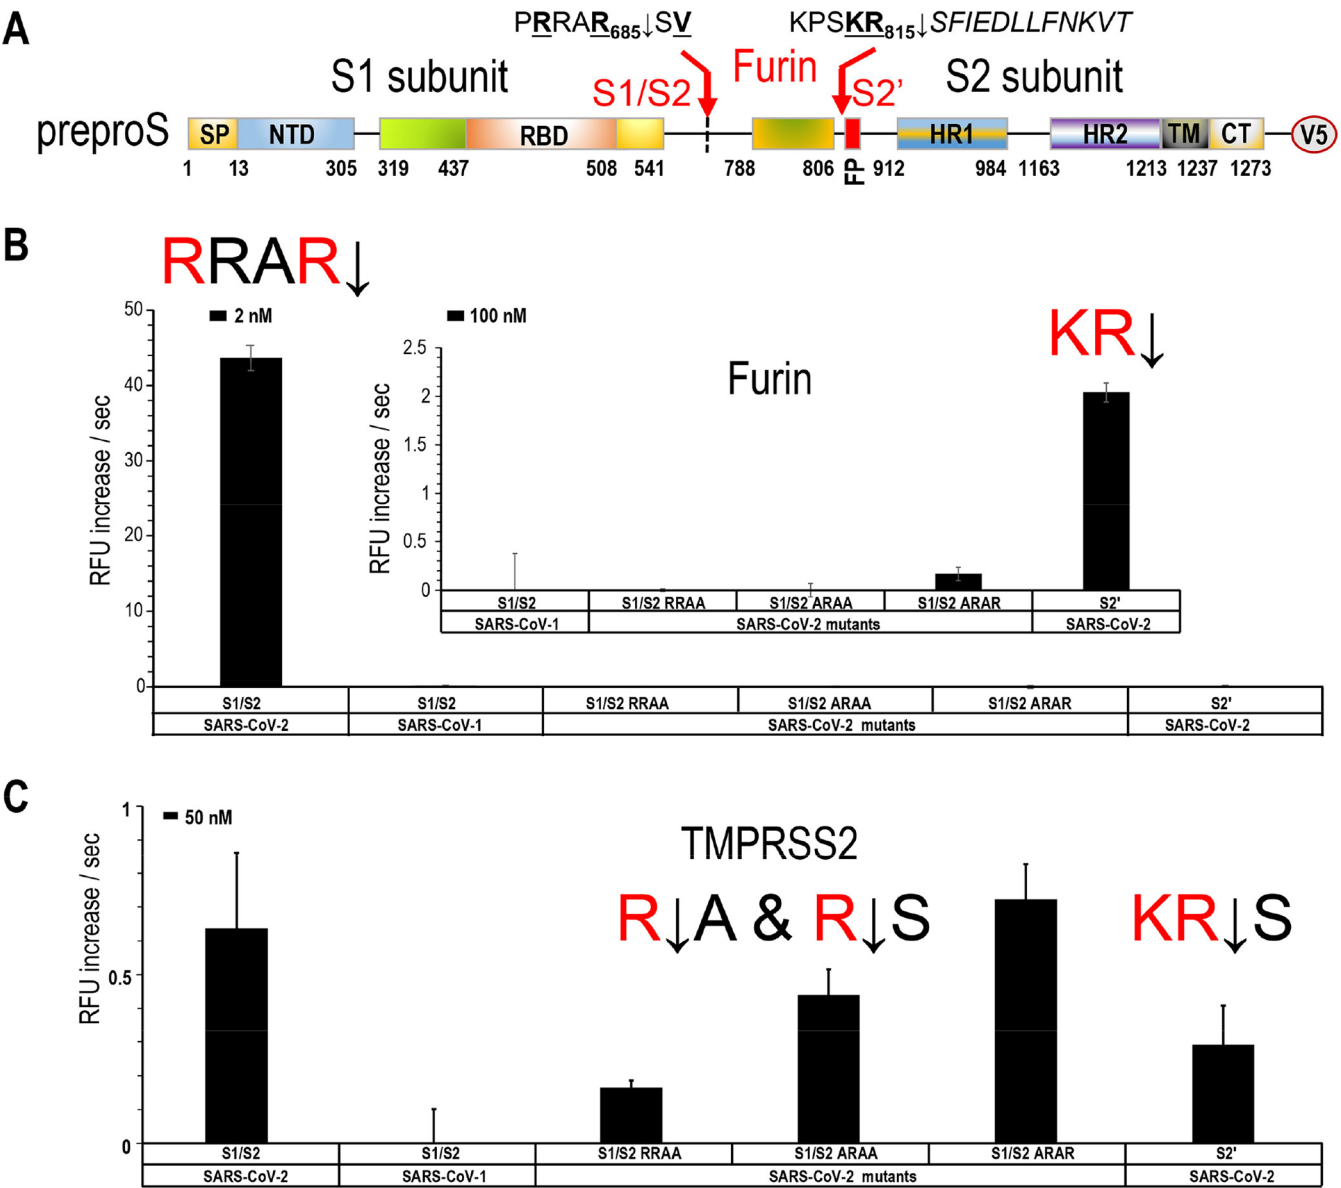 A
PRRAR685↓SV
KPSKR815↓SFIEDLLFNKVT
S1 subunit
Furin
S2 subunit
S1/S2
S2’
preproS
SP NTD RBD HR1 HR2 TM CT V5
1 13 305 319 437 508 541 788 806 FP 912 984 1163 1213 1237 1273
B
RRAR↓
2 nM
RFU increase / sec
50
40
30
20
10
0
100 nM
Furin
KR↓
RFU increase / sec
2.5
2
1.5
1
0.5
0
S1/S2 S1/S2 RRAA S1/S2 ARAA S1/S2 ARAR S2'
SARS-CoV-1 SARS-CoV-2 mutants SARS-CoV-2
S1/S2 S1/S2 S1/S2 RRAA S1/S2 ARAA S1/S2 ARAR S2'
SARS-CoV-2 SARS-CoV-1 SARS-CoV-2 mutants SARS-CoV-2
C
50 nM
TMPRSS2
R↓A & R↓S
KR↓S
RFU increase / sec
1
0.5
0
S1/S2 S1/S2 S1/S2 RRAA S1/S2 ARAA S1/S2 ARAR S2'
SARS-CoV-2 SARS-CoV-1 SARS-CoV-2 mutants SARS-CoV-2